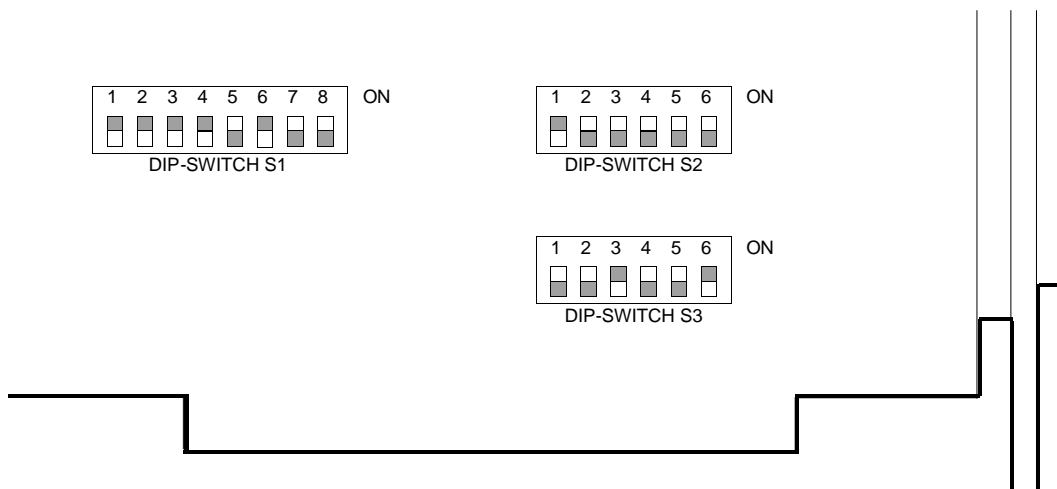 1 2 3 4 5 6 7 8 ON
DIP-SWITCH S1
1 2 3 4 5 6 ON
DIP-SWITCH S2
1 2 3 4 5 6 ON
DIP-SWITCH S3